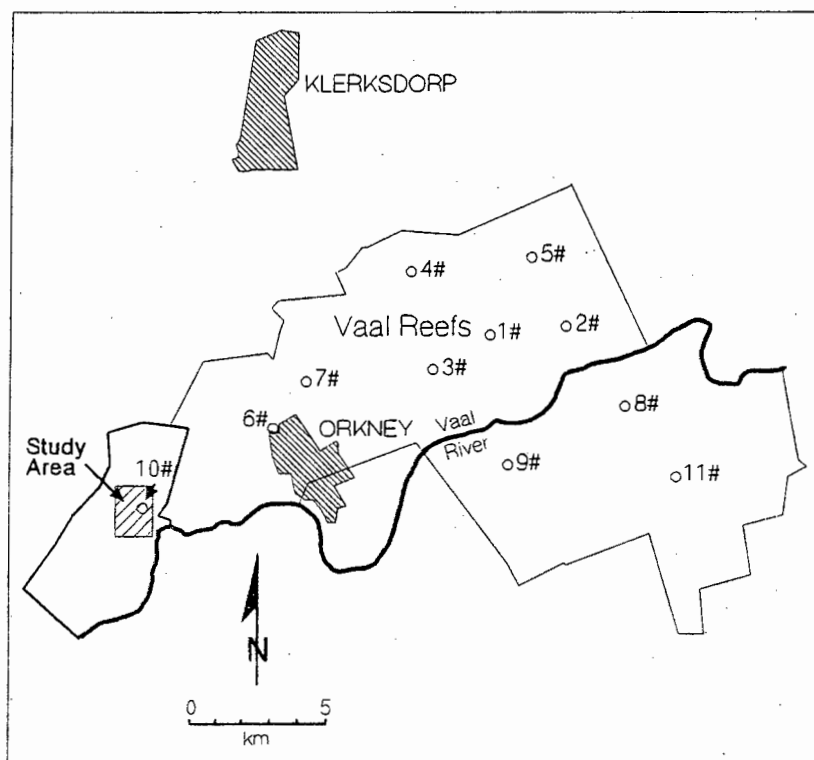 KLERKSDORP
4#
5#
Vaal Reefs
1#
2#
3#
7#
6#
ORKNEY
Vaal
River
8#
9#
11#
Study
Area
10#
N
0
5
km